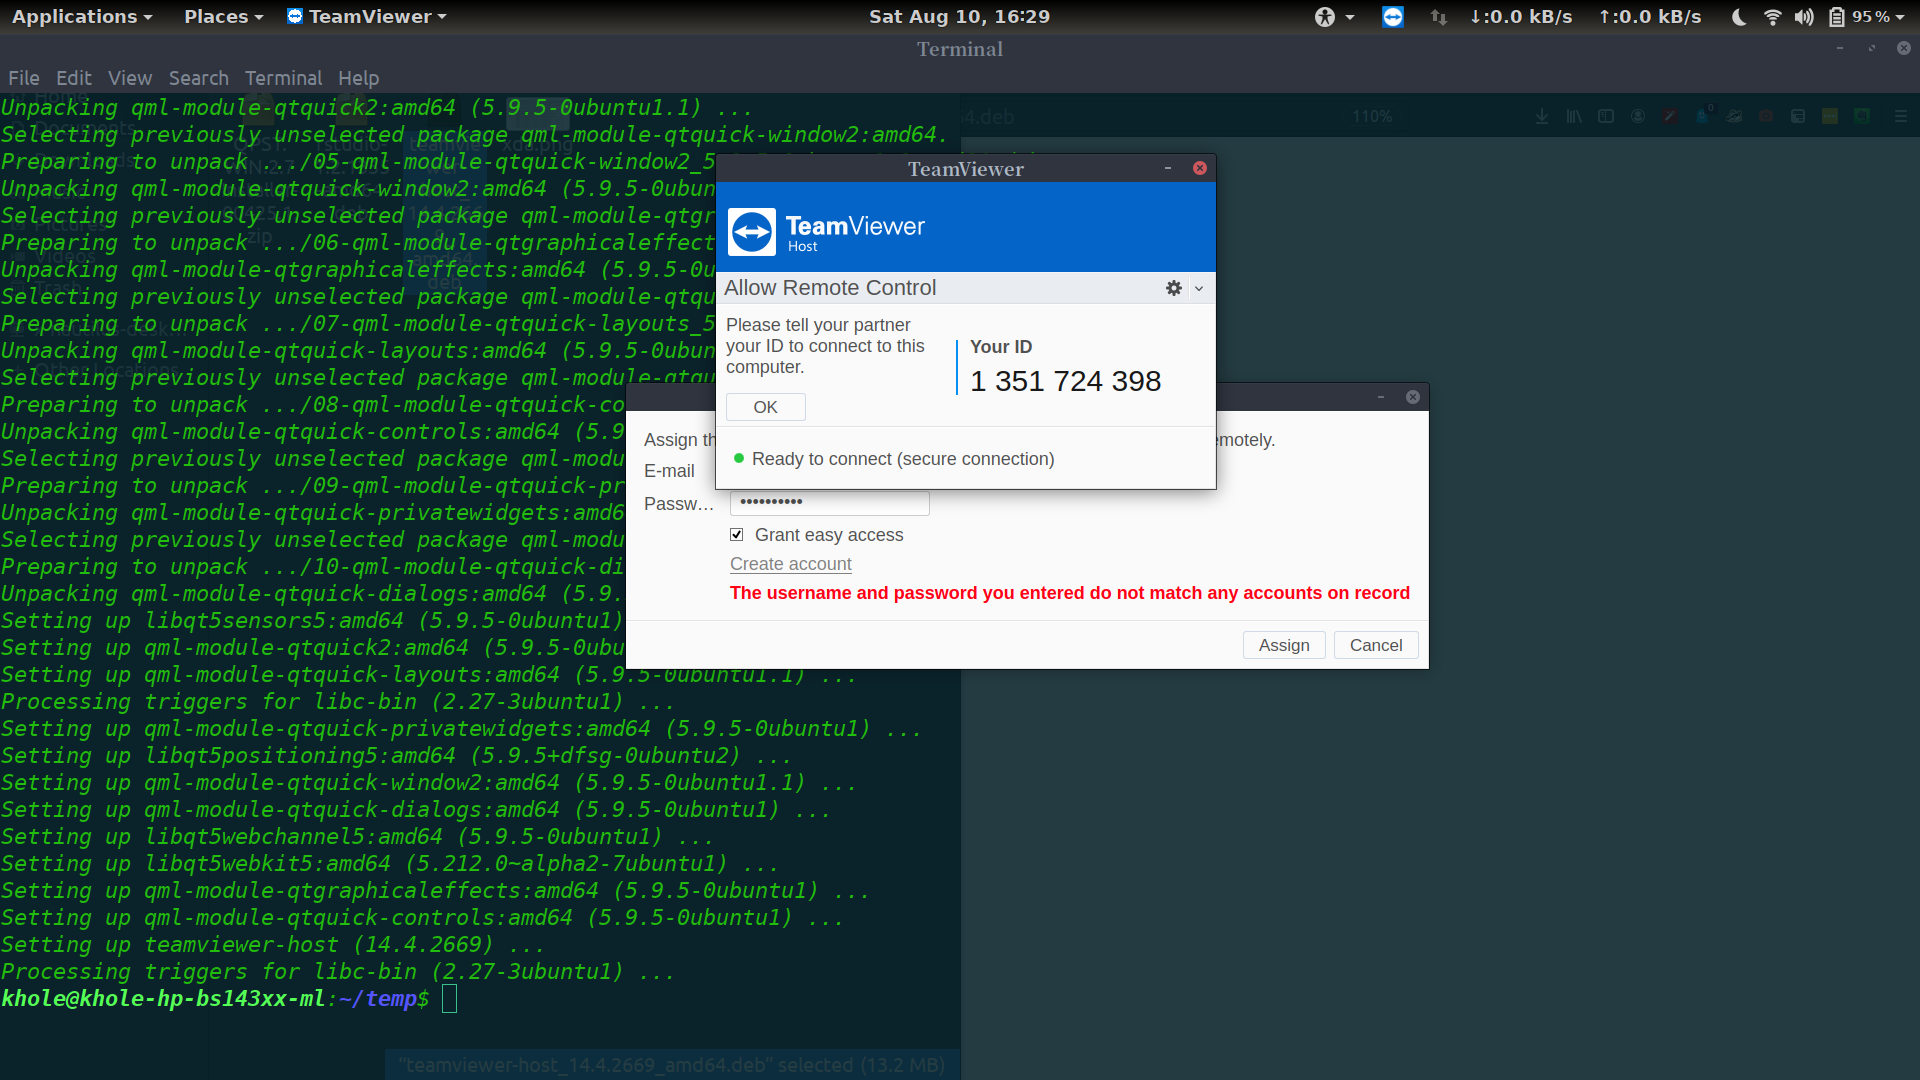 Applications Places TeamViewer Sat Aug 10, 16:29 ↓:0.0 kB/s ↑:0.0 kB/s 95 %
Terminal
File Edit View Search Terminal Help
Unpacking qml-module-qtquick2:amd64 (5.9.5-0ubuntu1.1) ...
Selecting previously unselected package qml-module-qtquick-window2:amd64.
Preparing to unpack .../05-qml-module-qtquick-window2_5
Unpacking qml-module-qtquick-window2:amd64 (5.9.5-0ubun
Selecting previously unselected package qml-module-qtgr
Preparing to unpack .../06-qml-module-qtgraphicaleffect
Unpacking qml-module-qtgraphicaleffects:amd64 (5.9.5-0u
Selecting previously unselected package qml-module-qtqu
Preparing to unpack .../07-qml-module-qtquick-layouts_5
Unpacking qml-module-qtquick-layouts:amd64 (5.9.5-0ubun
Selecting previously unselected package qml-module-qtqu
Preparing to unpack .../08-qml-module-qtquick-co
Unpacking qml-module-qtquick-controls:amd64 (5.9
Selecting previously unselected package qml-modu
Preparing to unpack .../09-qml-module-qtquick-pr
Unpacking qml-module-qtquick-privatewidgets:amd6
Selecting previously unselected package qml-modu
Preparing to unpack .../10-qml-module-qtquick-di
Unpacking qml-module-qtquick-dialogs:amd64 (5.9.
Setting up libqt5sensors5:amd64 (5.9.5-0ubuntu1)
Setting up qml-module-qtquick2:amd64 (5.9.5-0ubu
Setting up qml-module-qtquick-layouts:amd64 (5.9.5-0ubuntu1.1) ...
Processing triggers for libc-bin (2.27-3ubuntu1) ...
Setting up qml-module-qtquick-privatewidgets:amd64 (5.9.5-0ubuntu1) ...
Setting up libqt5positioning5:amd64 (5.9.5+dfsg-0ubuntu2) ...
Setting up qml-module-qtquick-window2:amd64 (5.9.5-0ubuntu1.1) ...
Setting up qml-module-qtquick-dialogs:amd64 (5.9.5-0ubuntu1) ...
Setting up libqt5webchannel5:amd64 (5.9.5-0ubuntu1) ...
Setting up libqt5webkit5:amd64 (5.212.0~alpha2-7ubuntu1) ...
Setting up qml-module-qtgraphicaleffects:amd64 (5.9.5-0ubuntu1) ...
Setting up qml-module-qtquick-controls:amd64 (5.9.5-0ubuntu1) ...
Setting up teamviewer-host (14.4.2669) ...
Processing triggers for libc-bin (2.27-3ubuntu1) ...
khole@khole-hp-bs143xx-ml:~/temp$
"teamviewer-host_14.4.2669_amd64.deb" selected (13.2 MB)
4.deb
110%
TeamViewer
TeamViewer
Host
Allow Remote Control
Please tell your partner
your ID to connect to this
computer.
Your ID
1 351 724 398
OK
Ready to connect (secure connection)
Assign th
emotely.
E-mail
Passw...
Grant easy access
Create account
The username and password you entered do not match any accounts on record
Assign Cancel